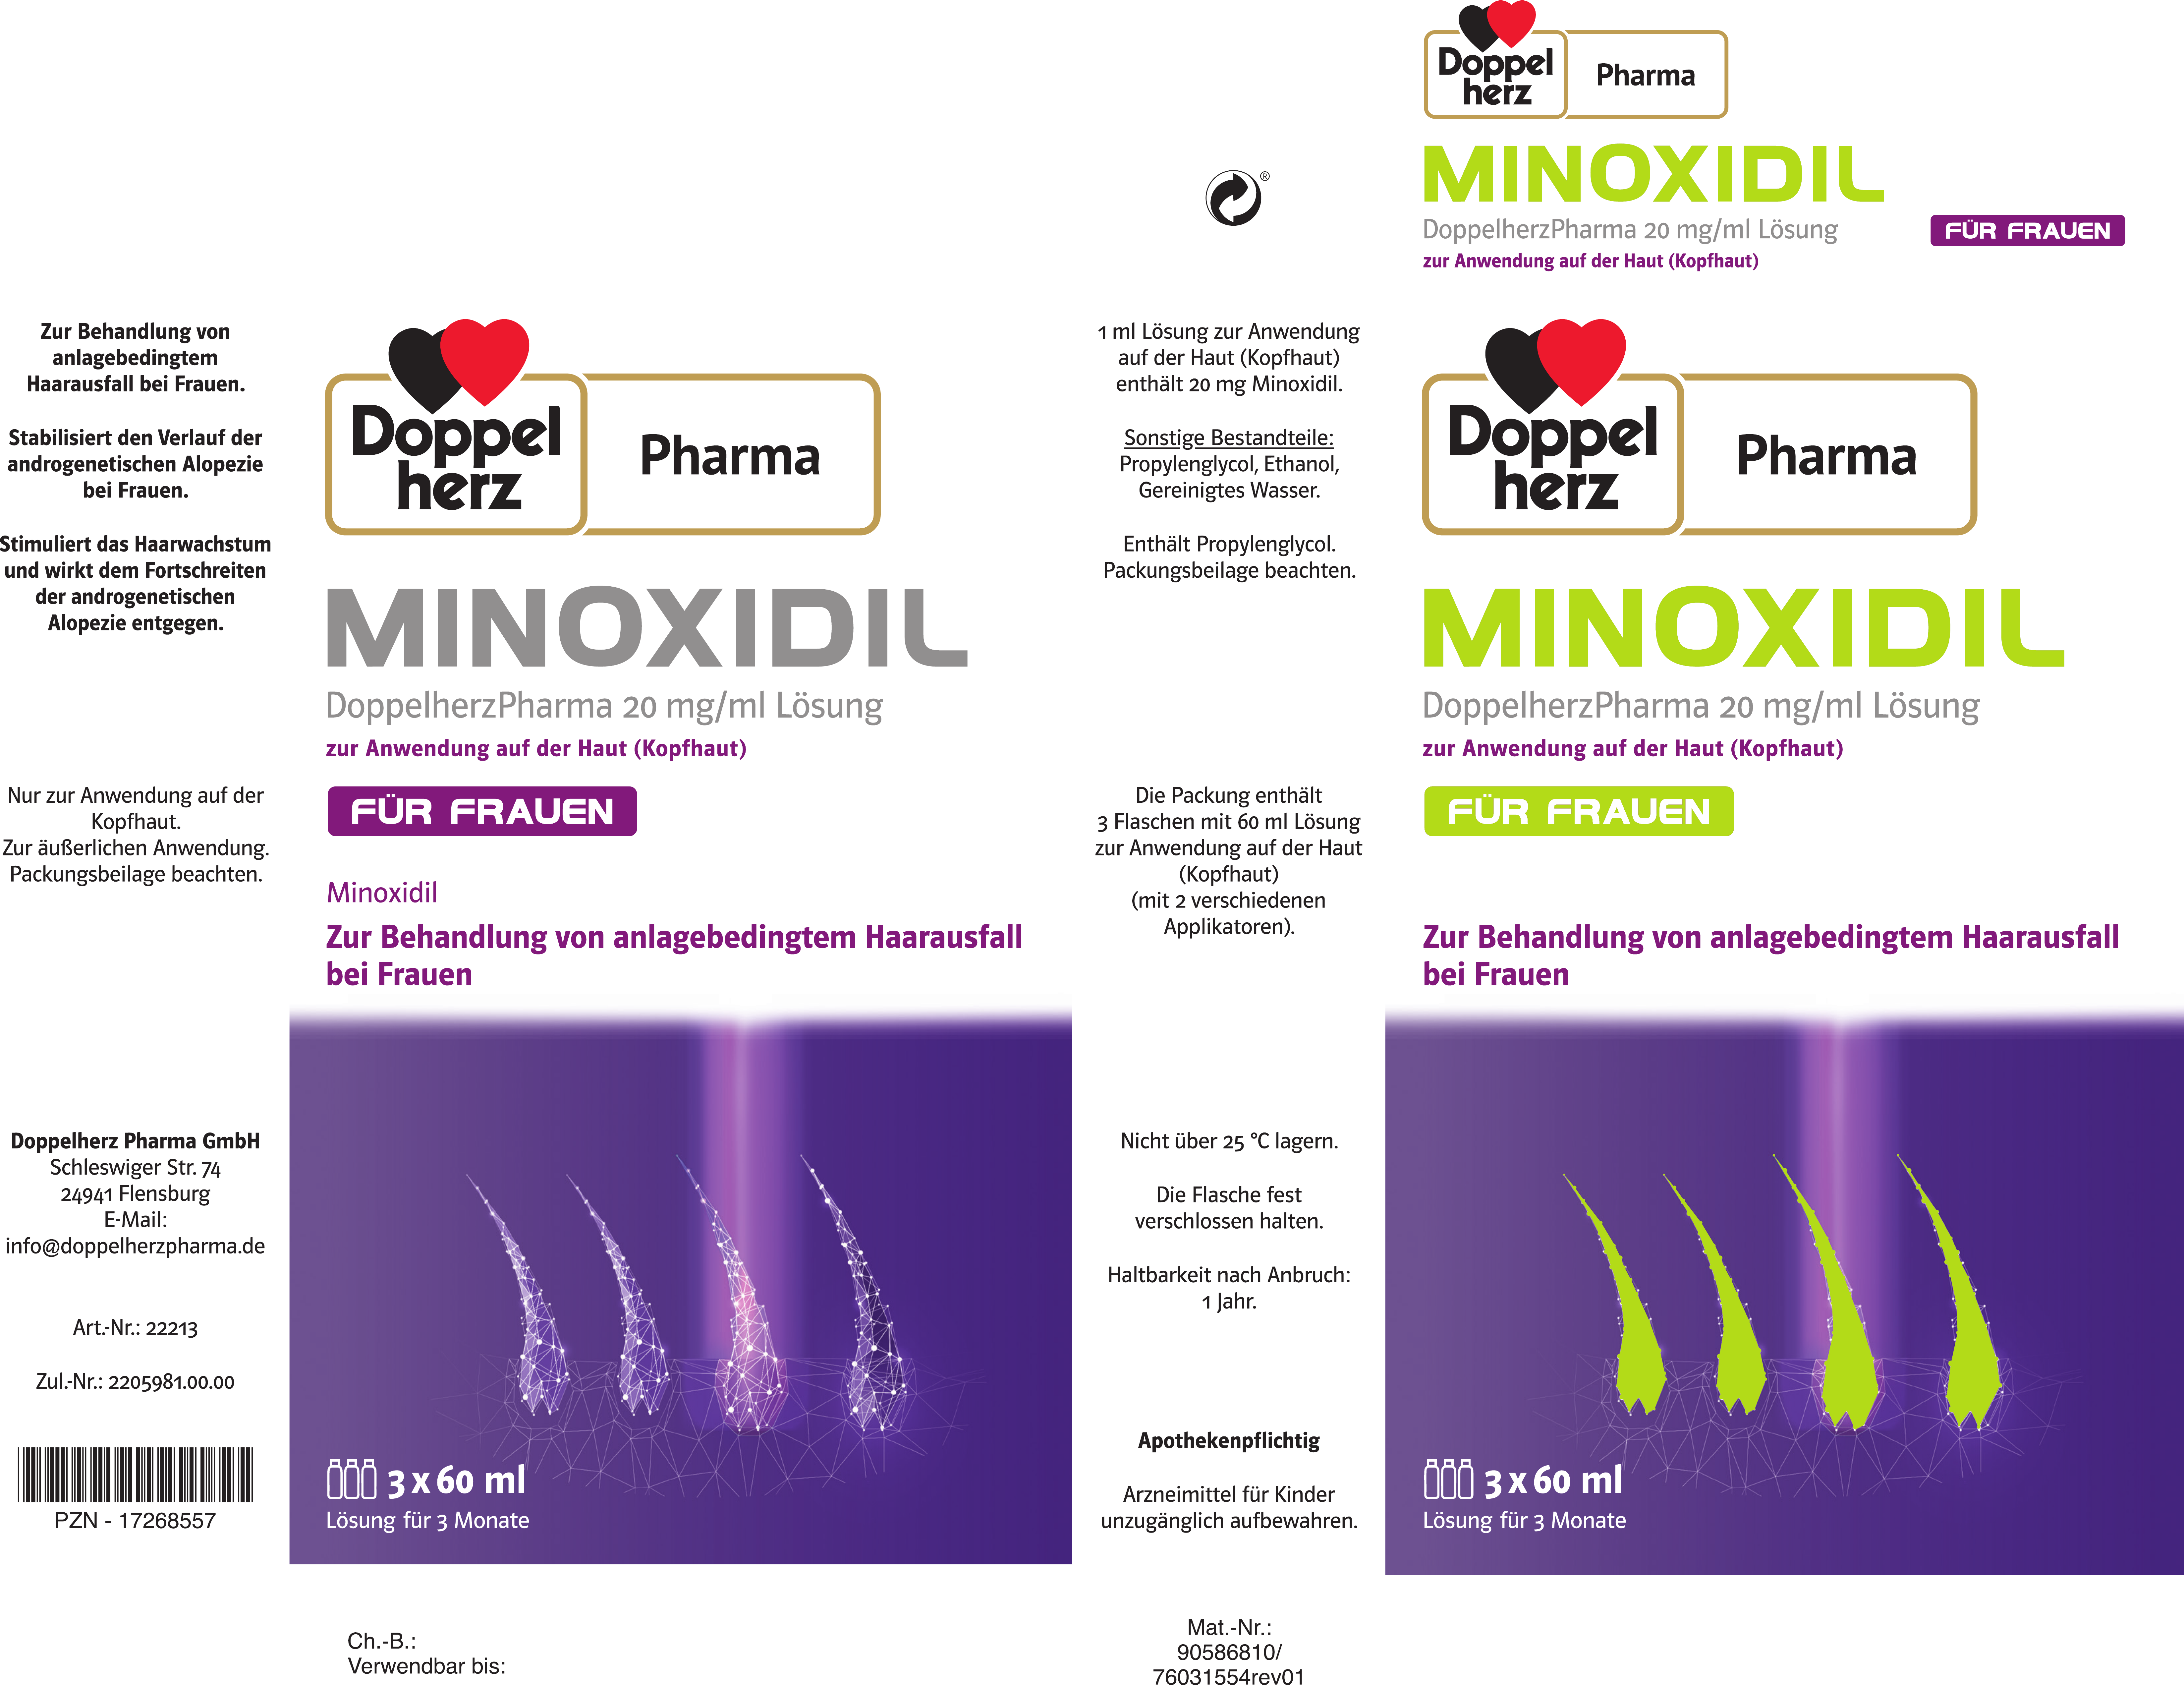 Zur Behandlung von
anlagebedingtem
Haarausfall bei Frauen.
Stabilisiert den Verlauf der
androgenetischen Alopezie
bei Frauen.
Stimuliert das Haarwachstum
und wirkt dem Fortschreiten
der androgenetischen
Alopezie entgegen.
Nur zur Anwendung auf der
Kopfhaut.
Zur äußerlichen Anwendung.
Packungsbeilage beachten.
Doppelherz Pharma GmbH
Schleswiger Str. 74
24941 Flensburg
E-Mail:
info@doppelherzpharma.de
Art.-Nr.: 22213
Zul.-Nr.: 2205981.00.00
PZN - 17268557
Doppel
herz
Pharma
MINOXIDIL
DoppelherzPharma 20 mg/ml Lösung
zur Anwendung auf der Haut (Kopfhaut)
FÜR FRAUEN
Minoxidil
Zur Behandlung von anlagebedingtem Haarausfall
bei Frauen
3 x 60 ml
Lösung für 3 Monate
Ch.-B.:
Verwendbar bis:
®
1 ml Lösung zur Anwendung
auf der Haut (Kopfhaut)
enthält 20 mg Minoxidil.
Sonstige Bestandteile:
Propylenglycol, Ethanol,
Gereinigtes Wasser.
Enthält Propylenglycol.
Packungsbeilage beachten.
Die Packung enthält
3 Flaschen mit 60 ml Lösung
zur Anwendung auf der Haut
(Kopfhaut)
(mit 2 verschiedenen
Applikatoren).
Nicht über 25 °C lagern.
Die Flasche fest
verschlossen halten.
Haltbarkeit nach Anbruch:
1 Jahr.
Apothekenpflichtig
Arzneimittel für Kinder
unzugänglich aufbewahren.
Mat.-Nr.:
90586810/
76031554rev01
Doppel
herz
Pharma
MINOXIDIL
DoppelherzPharma 20 mg/ml Lösung
FÜR FRAUEN
zur Anwendung auf der Haut (Kopfhaut)
Doppel
herz
Pharma
MINOXIDIL
DoppelherzPharma 20 mg/ml Lösung
zur Anwendung auf der Haut (Kopfhaut)
FÜR FRAUEN
Zur Behandlung von anlagebedingtem Haarausfall
bei Frauen
3 x 60 ml
Lösung für 3 Monate